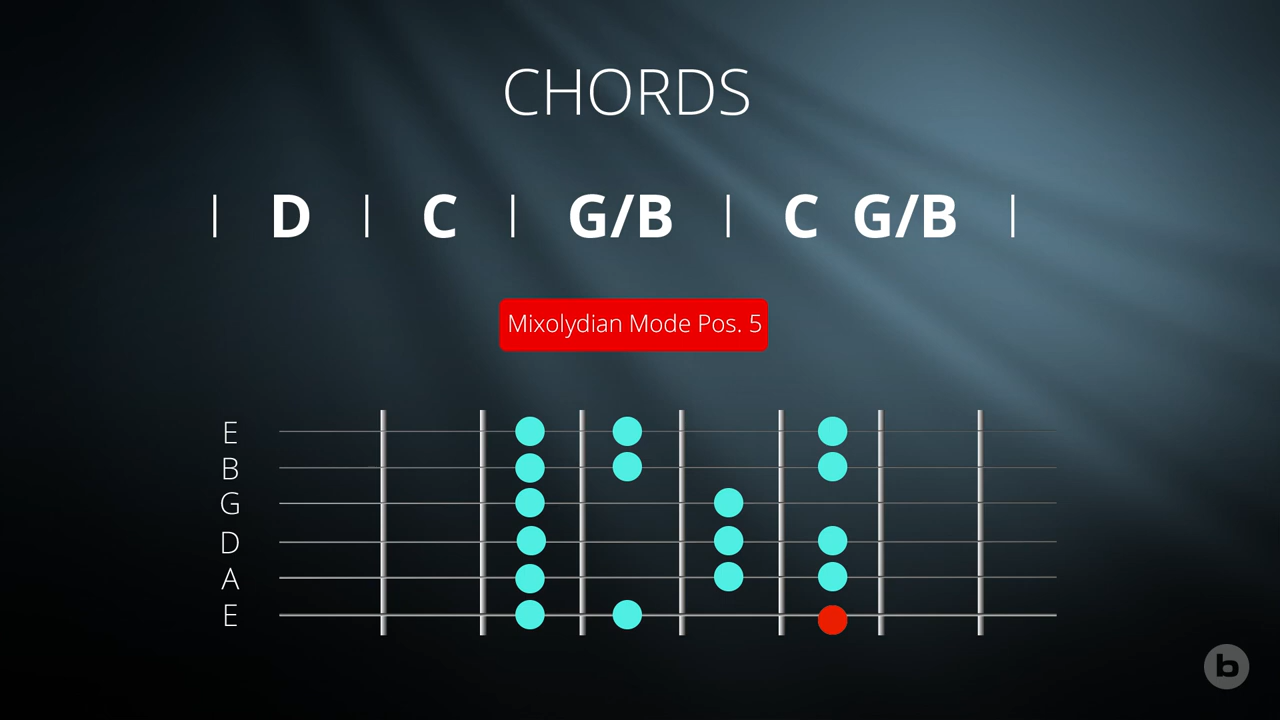 CHORDS
| D | C | G/B | C G/B |
Mixolydian Mode Pos. 5
E
B
G
D
A
E
b